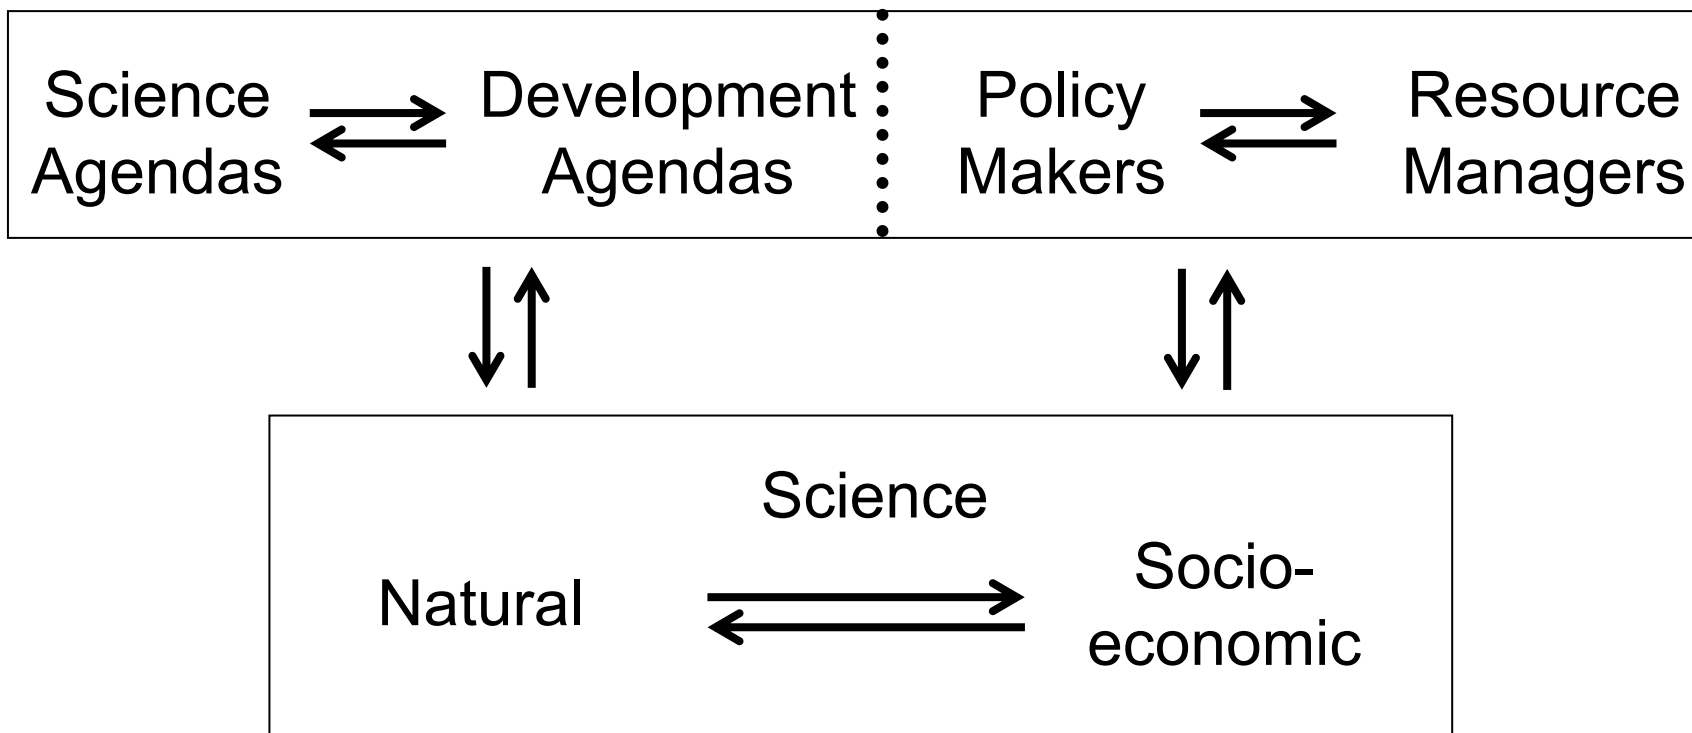 Science
Agendas
Development
Agendas
Policy
Makers
Resource
Managers
Science
Natural
Socio-
economic